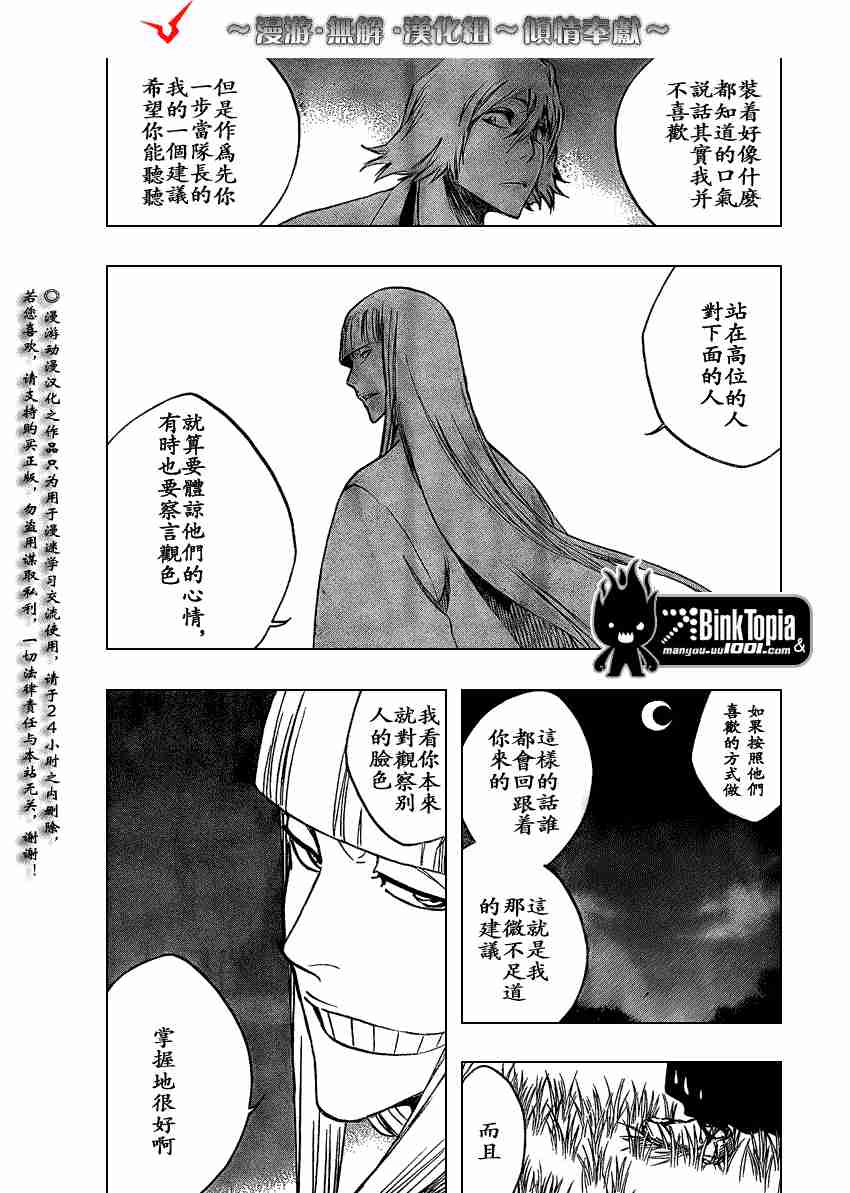 ～漫游·無解·漢化組～傾情奉獻～
裝着好像什麼
都知道的口氣
説話其實我并
不喜歡
但是作爲先你
一步當隊長的
我的一個建議
希望你能聽聽
站在高位的人
對下面的人
就算要體諒他們的心情，
有時也要察言觀色
如果按照他們
喜歡的方式做
這樣的話誰
都會回跟着
你來的
這就是我
那微不足道
的建議
我看你本來
就對觀察别
人的臉色
掌握地很好啊
而且
◎漫游动漫汉化之作品只为用于漫迷学习交流使用，请于24小时之内删除，
若您喜欢，请支持购买正版，勿盗用谋取私利，一切法律责任与本站无关，谢谢！
BinkTopia
manyou-uu1001.com &